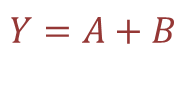 Y = A + B